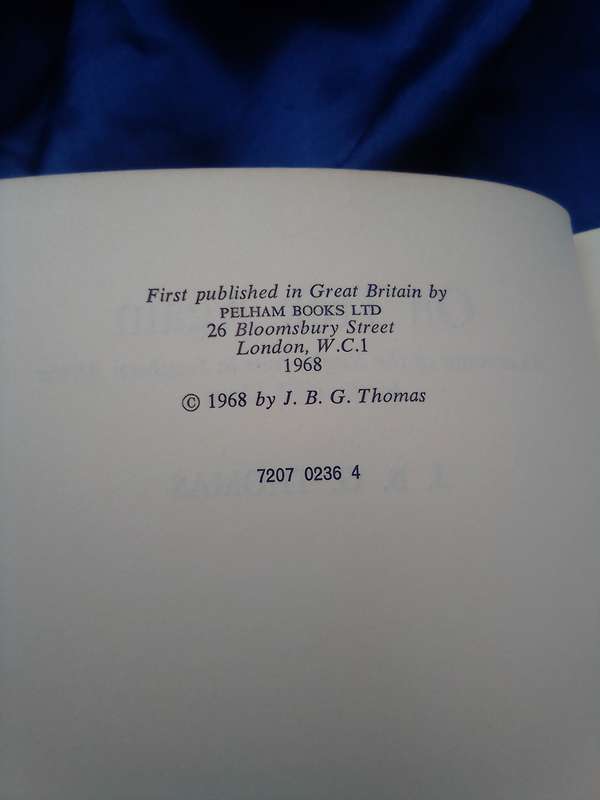 First published in Great Britain by
PELHAM BOOKS LTD
26 Bloomsbury Street
London, W.C.1
1968
© 1968 by J. B. G. Thomas
7207 0236 4